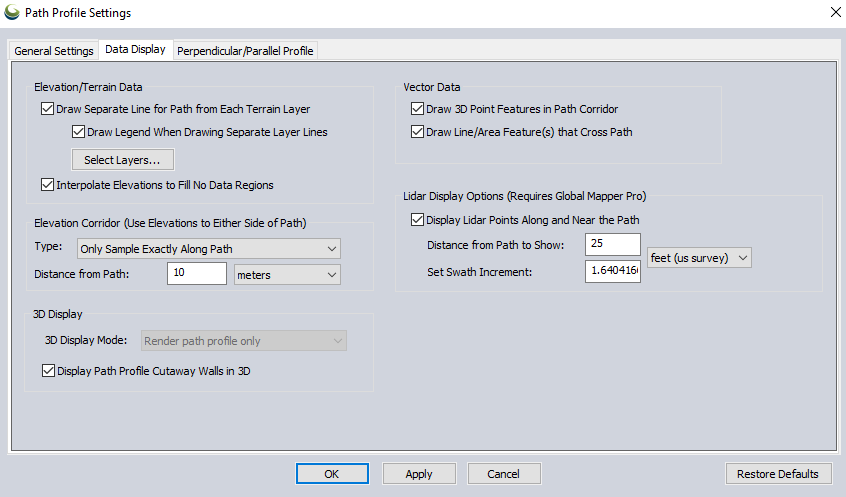 Path Profile Settings
General Settings
Data Display
Perpendicular/Parallel Profile
Elevation/Terrain Data
Draw Separate Line for Path from Each Terrain Layer
Draw Legend When Drawing Separate Layer Lines
Select Layers...
Interpolate Elevations to Fill No Data Regions
Elevation Corridor (Use Elevations to Either Side of Path)
Type:
Only Sample Exactly Along Path
Distance from Path:
10
meters
3D Display
3D Display Mode:
Render path profile only
Display Path Profile Cutaway Walls in 3D
Vector Data
Draw 3D Point Features in Path Corridor
Draw Line/Area Feature(s) that Cross Path
Lidar Display Options (Requires Global Mapper Pro)
Display Lidar Points Along and Near the Path
Distance from Path to Show:
25
feet (us survey)
Set Swath Increment:
1.640416
OK
Apply
Cancel
Restore Defaults